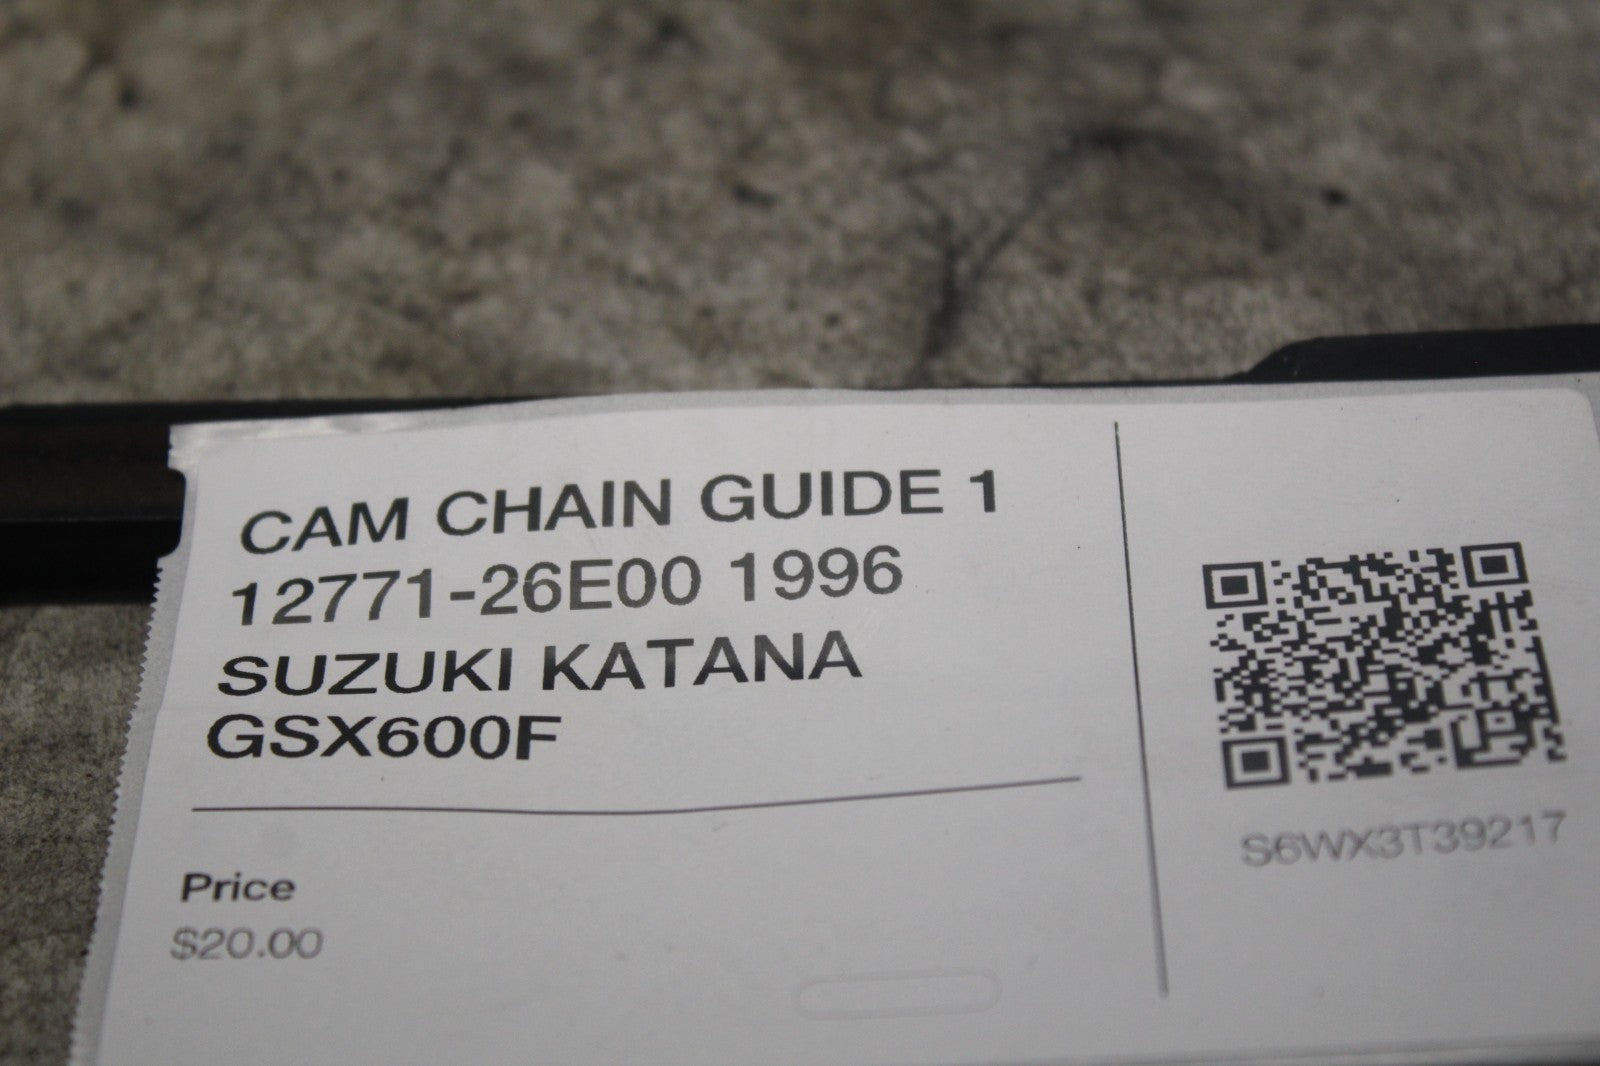 CAM CHAIN GUIDE 1
12771-26E00 1996
SUZUKI KATANA
GSX600F
Price
$20.00
S6WX3T39217